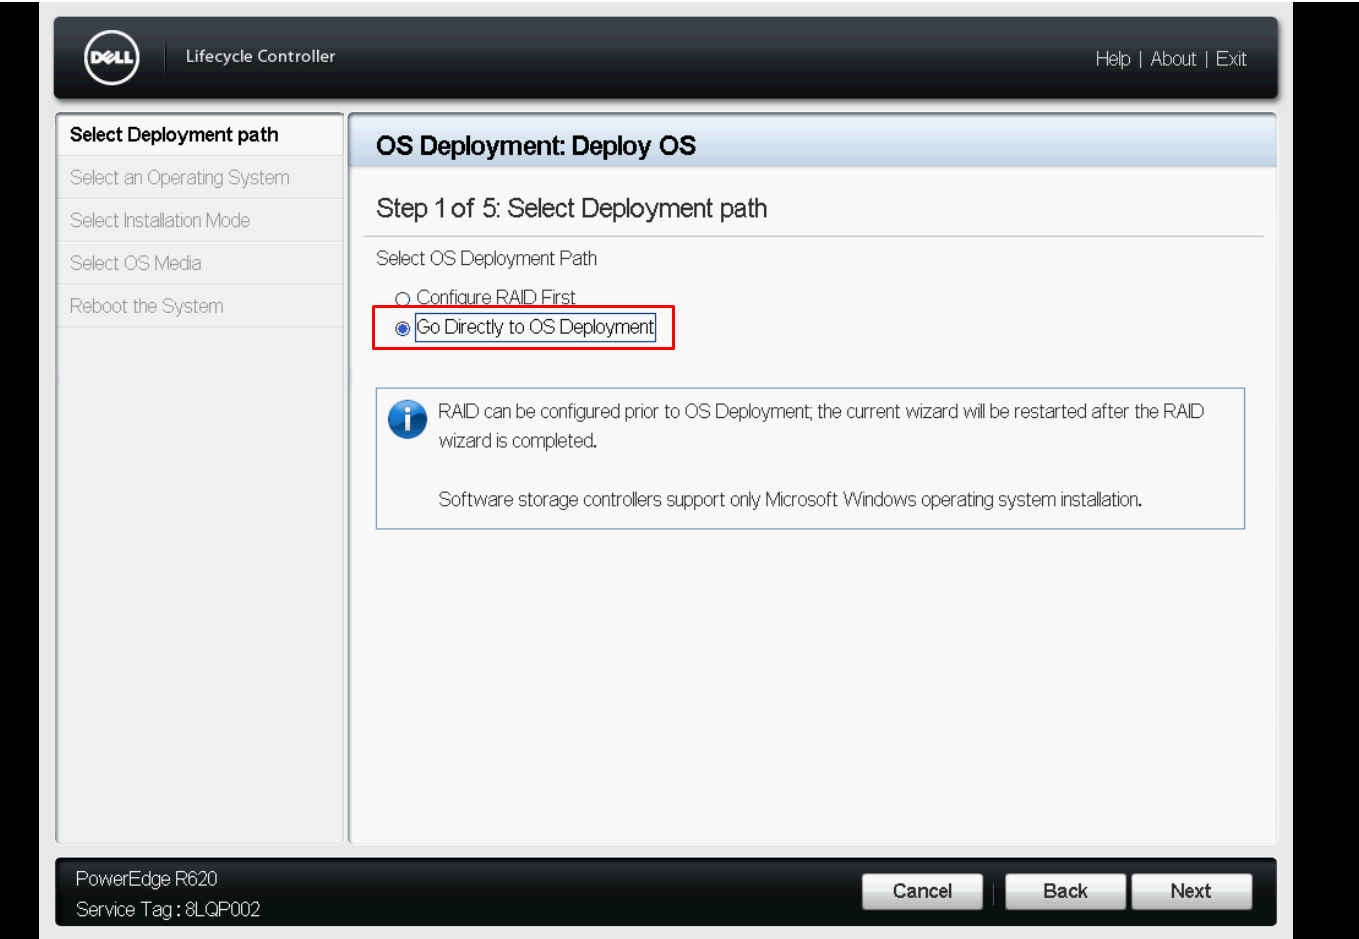 DELL
Lifecycle Controller
Help | About | Exit
Select Deployment path
Select an Operating System
Select Installation Mode
Select OS Media
Reboot the System
OS Deployment: Deploy OS
Step 1 of 5: Select Deployment path
Select OS Deployment Path
Configure RAID First
Go Directly to OS Deployment
i
RAID can be configured prior to OS Deployment; the current wizard will be restarted after the RAID
wizard is completed.
Software storage controllers support only Microsoft Windows operating system installation.
PowerEdge R620
Service Tag : 8LQP002
Cancel
Back
Next